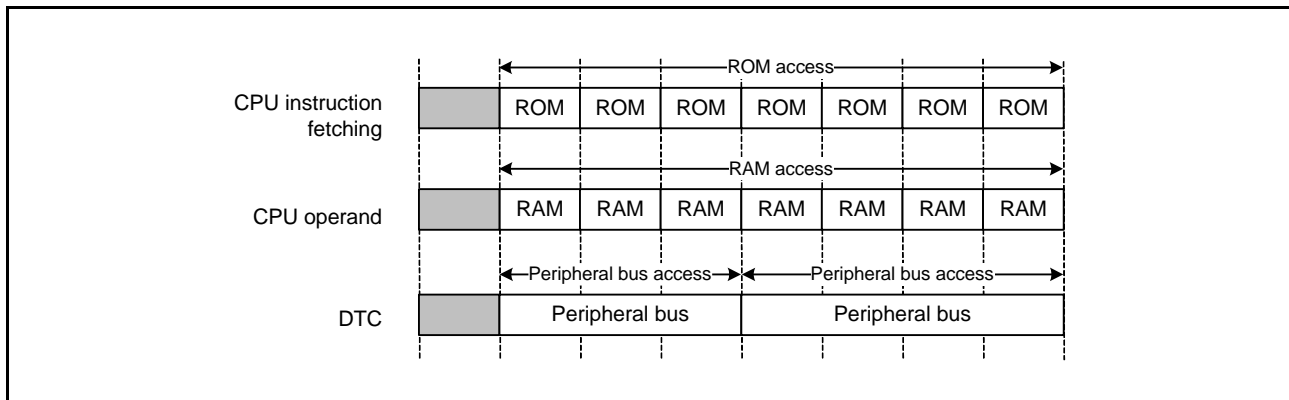 ROM access
CPU instruction
fetching
ROM ROM ROM ROM ROM ROM ROM
RAM access
CPU operand
RAM RAM RAM RAM RAM RAM RAM
Peripheral bus access Peripheral bus access
DTC
Peripheral bus Peripheral bus